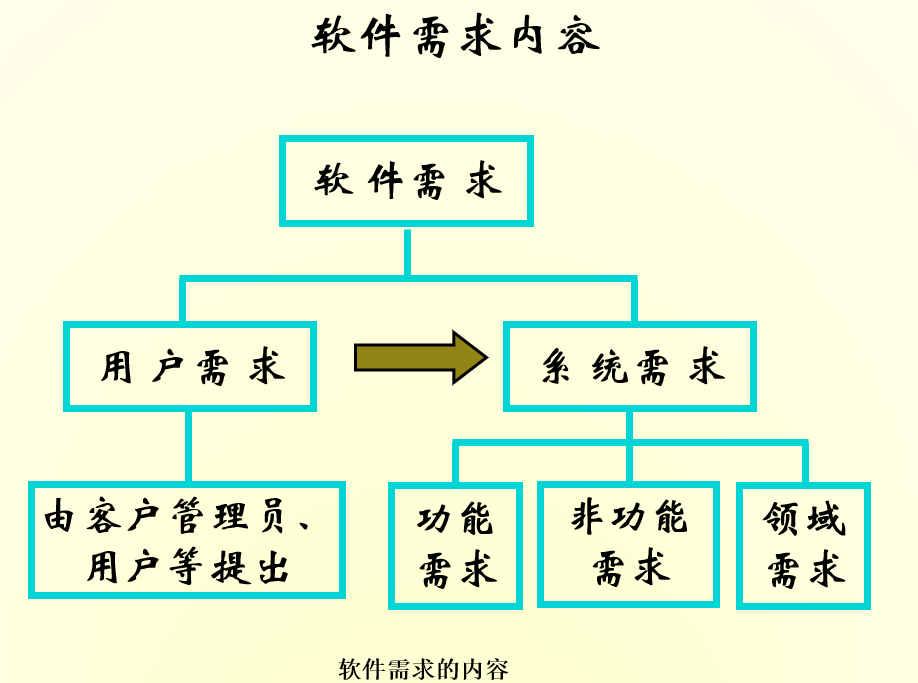 软件需求内容
软件需求
用户需求
系统需求
由客户管理员、
用户等提出
功能
需求
非功能
需求
领域
需求
软件需求的内容